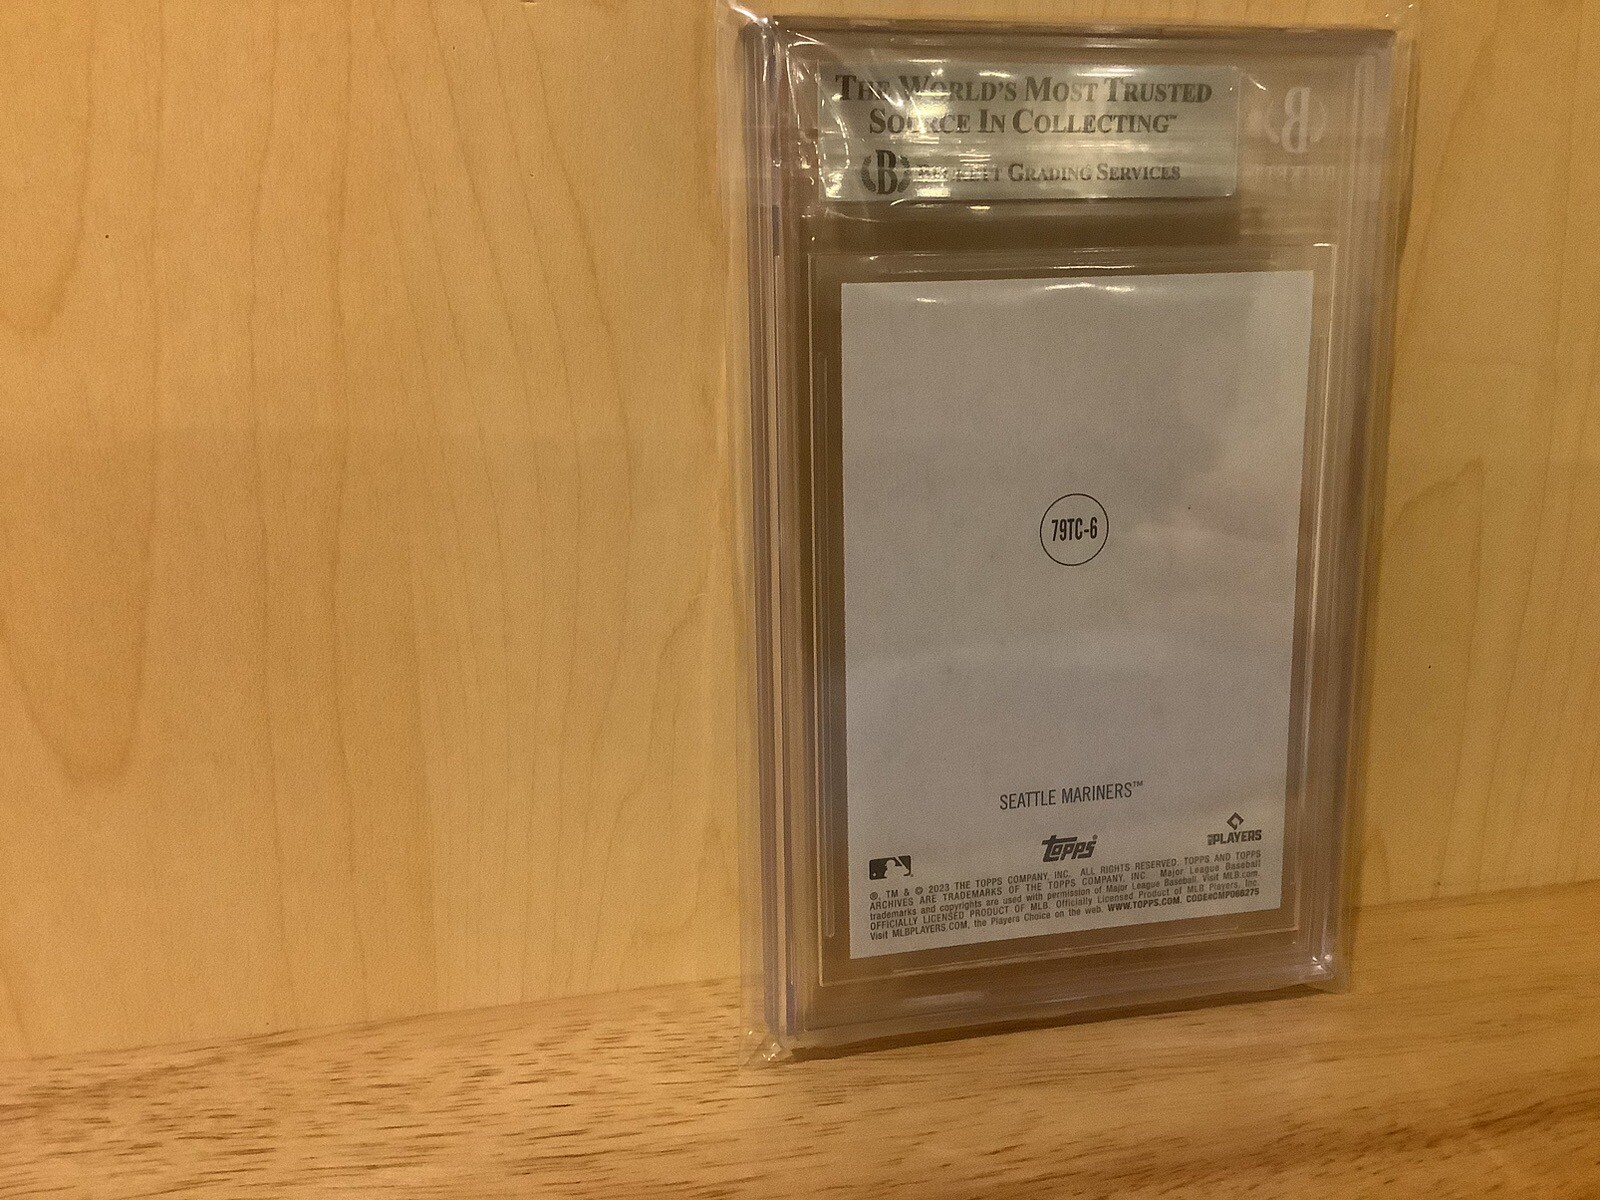 THE WORLD'S MOST TRUSTED
SOURCE IN COLLECTING™
B BECKETT GRADING SERVICES
B
79TC-6
SEATTLE MARINERS™
topps
PLAYERS
®, TM & © 2023 THE TOPPS COMPANY, INC. ALL RIGHTS RESERVED. TOPPS AND TOPPS
ARCHIVES ARE TRADEMARKS OF THE TOPPS COMPANY, INC. Major League Baseball
trademarks and copyrights are used with permission of Major League Baseball. Visit MLB.com.
OFFICIALLY LICENSED PRODUCT OF MLB. Officially Licensed Product of MLB Players, Inc.
Visit MLBPLAYERS.COM, the Players Choice on the web. WWW.TOPPS.COM. CODE#CMP066275